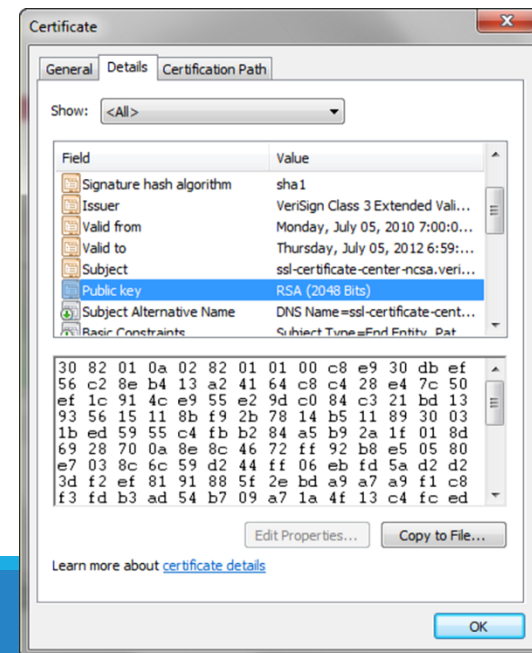 Certificate
General Details Certification Path
Show: <All>
Field Value
Signature hash algorithm sha1
Issuer VeriSign Class 3 Extended Vali...
Valid from Monday, July 05, 2010 7:00:0...
Valid to Thursday, July 05, 2012 6:59:...
Subject ssl-certificate-center-ncsa.veri...
Public key RSA (2048 Bits)
Subject Alternative Name DNS Name=ssl-certificate-cent...
Basic Constraints Subject Type=End Entity, Pat
30 82 01 0a 02 82 01 01 00 c8 e9 30 db ef
56 c2 8e b4 13 a2 41 64 c8 c4 28 e4 7c 50
ef 1c 91 4c e9 55 e2 9d c0 84 c3 21 bd 13
93 56 15 11 8b f9 2b 78 14 b5 11 89 30 03
1b ed 59 55 c4 fb b2 84 a5 b9 2a 1f 01 8d
69 28 70 0a 8e 8c 46 72 ff 92 b8 e5 05 80
e7 03 8c 6c 59 d2 44 ff 06 eb fd 5a d2 d2
3d f2 ef 81 91 88 5f 2e bd a9 a7 a9 f1 c8
f3 fd b3 ad 54 b7 09 a7 1a 4f 13 c4 fc ed
Edit Properties... Copy to File...
Learn more about certificate details
OK